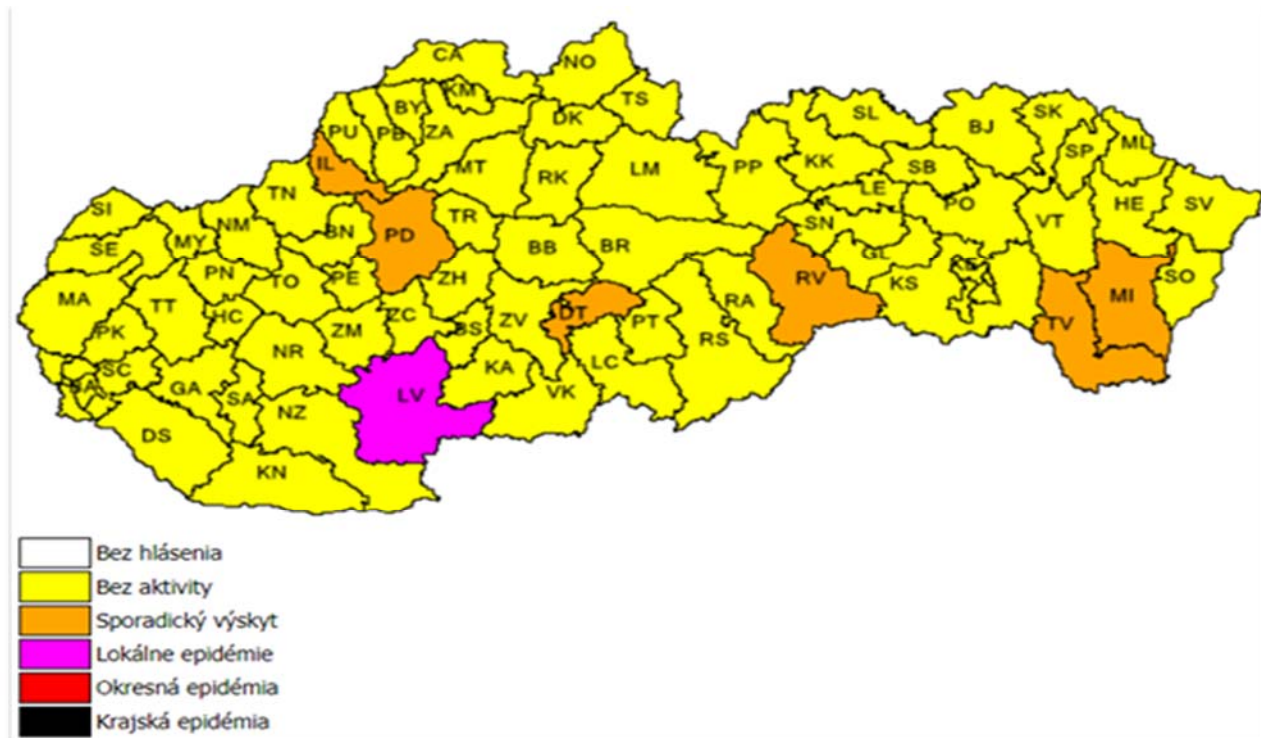 CA
NO
KM
BY
TS
PU
PB
ZA
DK
SL
BJ
SK
ML
SP
IL
MT
RK
LM
PP
KK
SB
TN
LE
PO
HE
SV
SI
NM
TR
SN
VT
SE
MY
BN
PD
BB
BR
GL
PN
TO
PE
ZH
RV
KS
SO
MA
TT
RA
MI
HC
ZM
ZC
BS
ZV
DT
PT
TV
PK
NR
RS
SC
GA
KA
LC
SA
NZ
LV
VK
DS
KN
Bez hlásenia
Bez aktivity
Sporadický výskyt
Lokálne epidémie
Okresná epidémia
Krajská epidémia